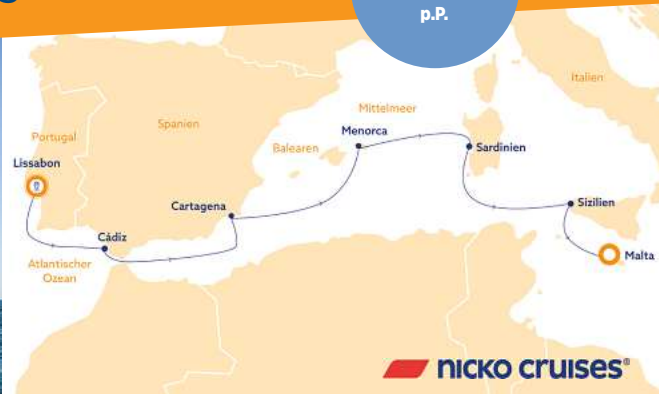 p.P.
Italien
Mittelmeer
Spanien
Menorca
Portugal
Balearen
Sardinien
Lissabon
Cartagena
Sizilien
Cádiz
Malta
Atlantischer
Ozean
nicko cruises®